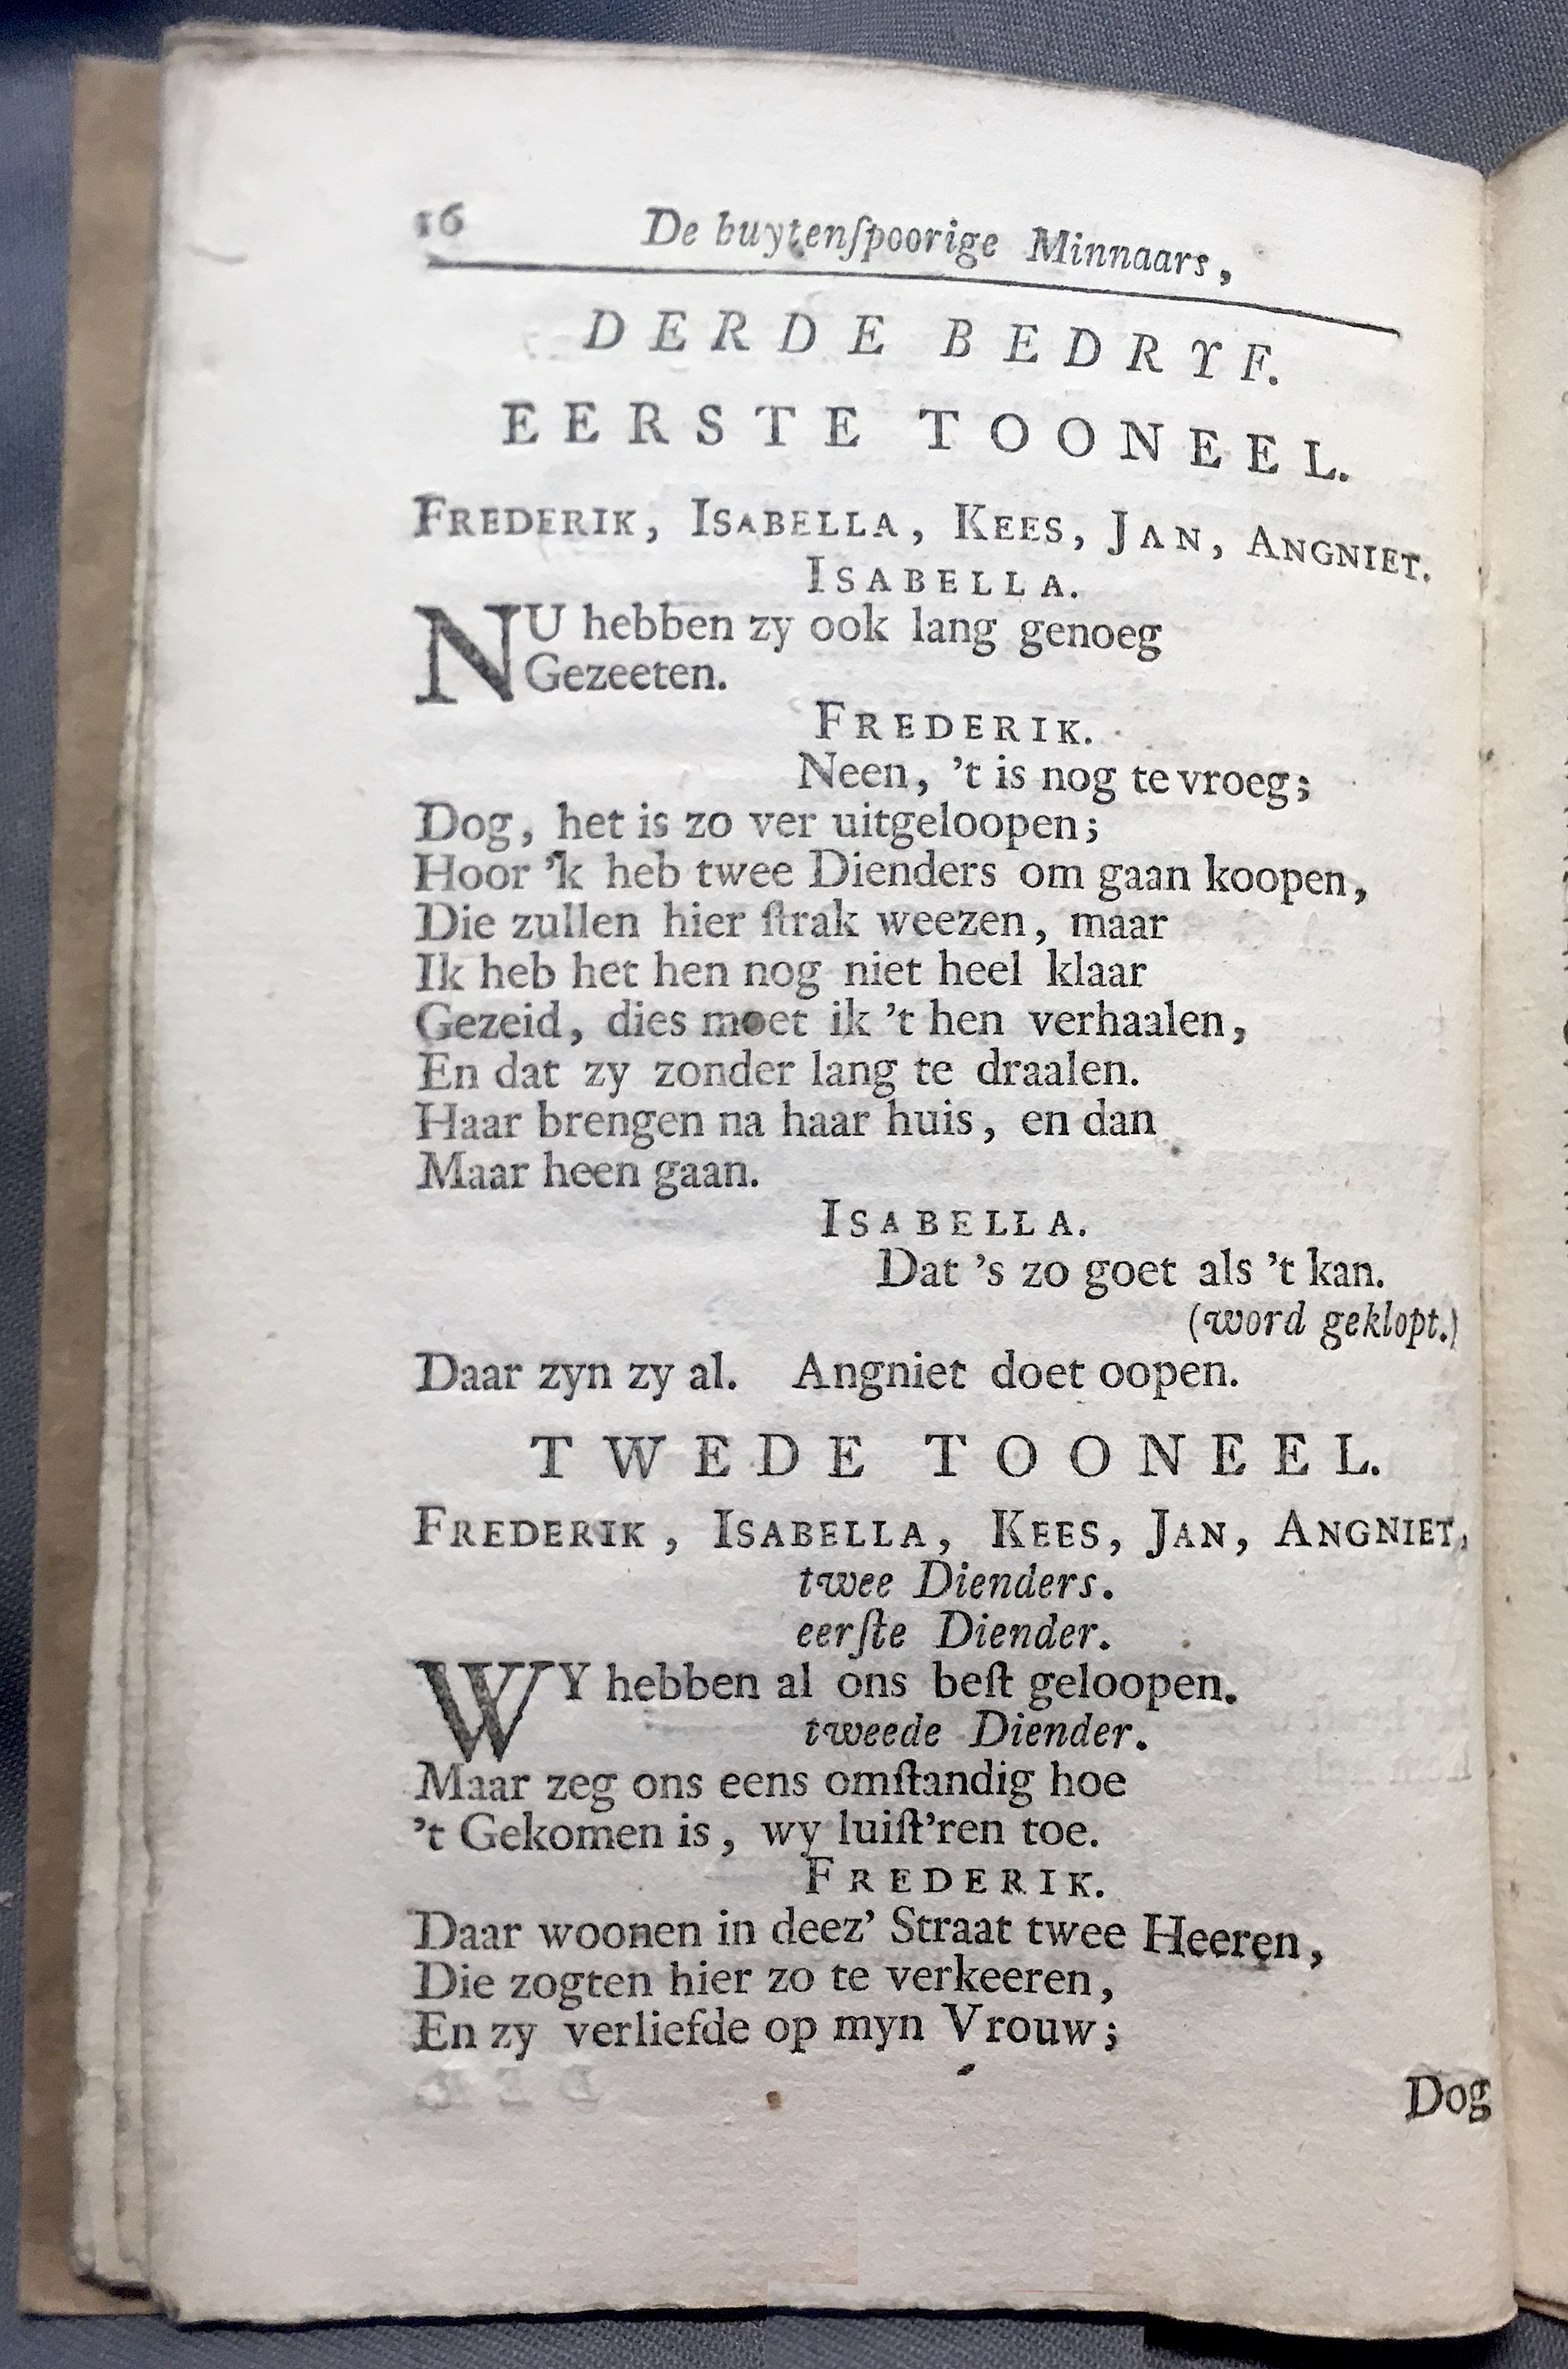 16 De buytenſpoorige Minnaars,
DERDE BEDRYF.
EERSTE TOONEEL.
FREDERIK, ISABELLA, KEES, JAN, ANGNIET.
ISABELLA.
NU hebben zy ook lang genoeg
Gezeeten.
FREDERIK.
Neen, 't is nog te vroeg;
Dog, het is zo ver uitgeloopen;
Hoor 'k heb twee Dienders om gaan koopen,
Die zullen hier ſtrak weezen, maar
Ik heb het hen nog niet heel klaar
Gezeid, dies moet ik 't hen verhaalen,
En dat zy zonder lang te draalen.
Haar brengen na haar huis, en dan
Maar heen gaan.
ISABELLA.
Dat 's zo goet als 't kan.
(word geklopt.)
Daar zyn zy al. Angniet doet oopen.
TWEDE TOONEEL.
FREDERIK, ISABELLA, KEES, JAN, ANGNIET,
twee Dienders.
eerſte Diender.
WY hebben al ons beſt geloopen.
tweede Diender.
Maar zeg ons eens omſtandig hoe
't Gekomen is, wy luiſt'ren toe.
FREDERIK.
Daar woonen in deez' Straat twee Heeren,
Die zogten hier zo te verkeeren,
En zy verliefde op myn Vrouw;
Dog